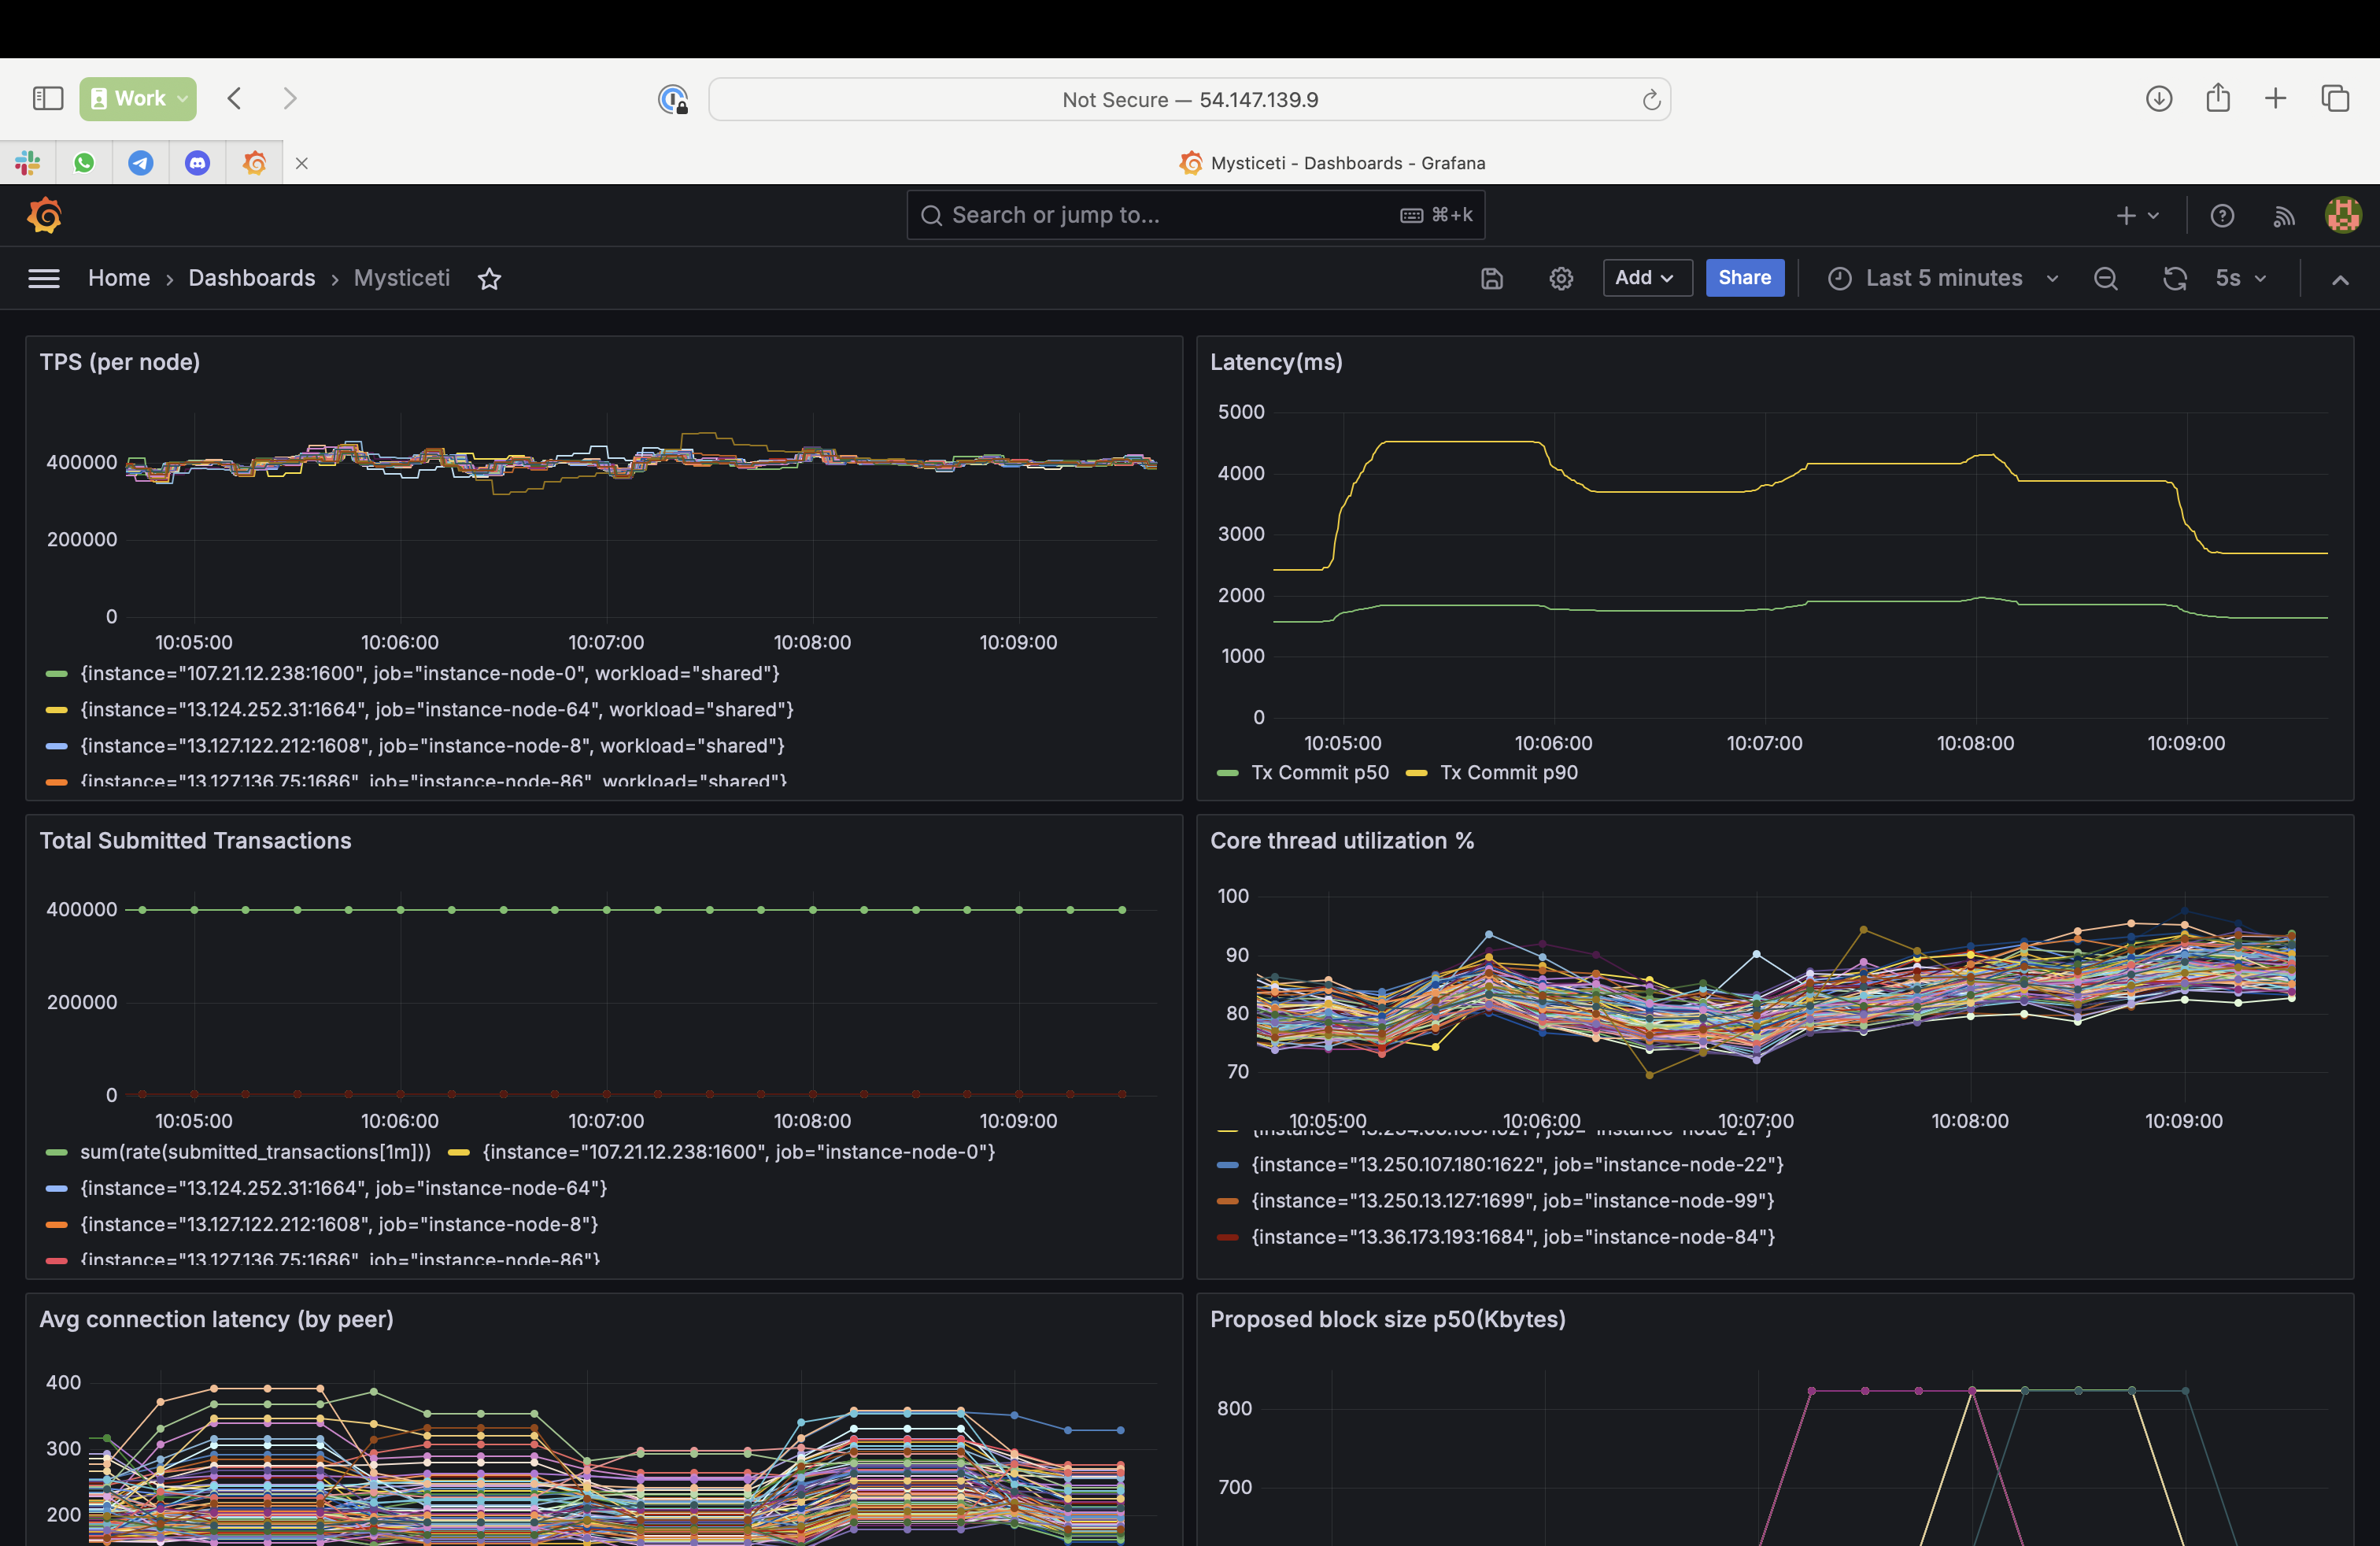 Work
Not Secure — 54.147.139.9
Mysticeti - Dashboards - Grafana
Search or jump to...
⌘+k
Home › Dashboards › Mysticeti
Add
Share
Last 5 minutes
5s
TPS (per node)
400000
200000
0
10:05:00 10:06:00 10:07:00 10:08:00 10:09:00
{instance="107.21.12.238:1600", job="instance-node-0", workload="shared"}
{instance="13.124.252.31:1664", job="instance-node-64", workload="shared"}
{instance="13.127.122.212:1608", job="instance-node-8", workload="shared"}
{instance="13.127.136.75:1686", job="instance-node-86", workload="shared"}
Latency(ms)
5000
4000
3000
2000
1000
0
10:05:00 10:06:00 10:07:00 10:08:00 10:09:00
Tx Commit p50 Tx Commit p90
Total Submitted Transactions
400000
200000
0
10:05:00 10:06:00 10:07:00 10:08:00 10:09:00
sum(rate(submitted_transactions[1m])) {instance="107.21.12.238:1600", job="instance-node-0"}
{instance="13.124.252.31:1664", job="instance-node-64"}
{instance="13.127.122.212:1608", job="instance-node-8"}
{instance="13.127.136.75:1686", job="instance-node-86"}
Core thread utilization %
100
90
80
70
10:05:00 10:06:00 10:07:00 10:08:00 10:09:00
{instance="13.250.107.180:1622", job="instance-node-22"}
{instance="13.250.13.127:1699", job="instance-node-99"}
{instance="13.36.173.193:1684", job="instance-node-84"}
Avg connection latency (by peer)
400
300
200
Proposed block size p50(Kbytes)
800
700